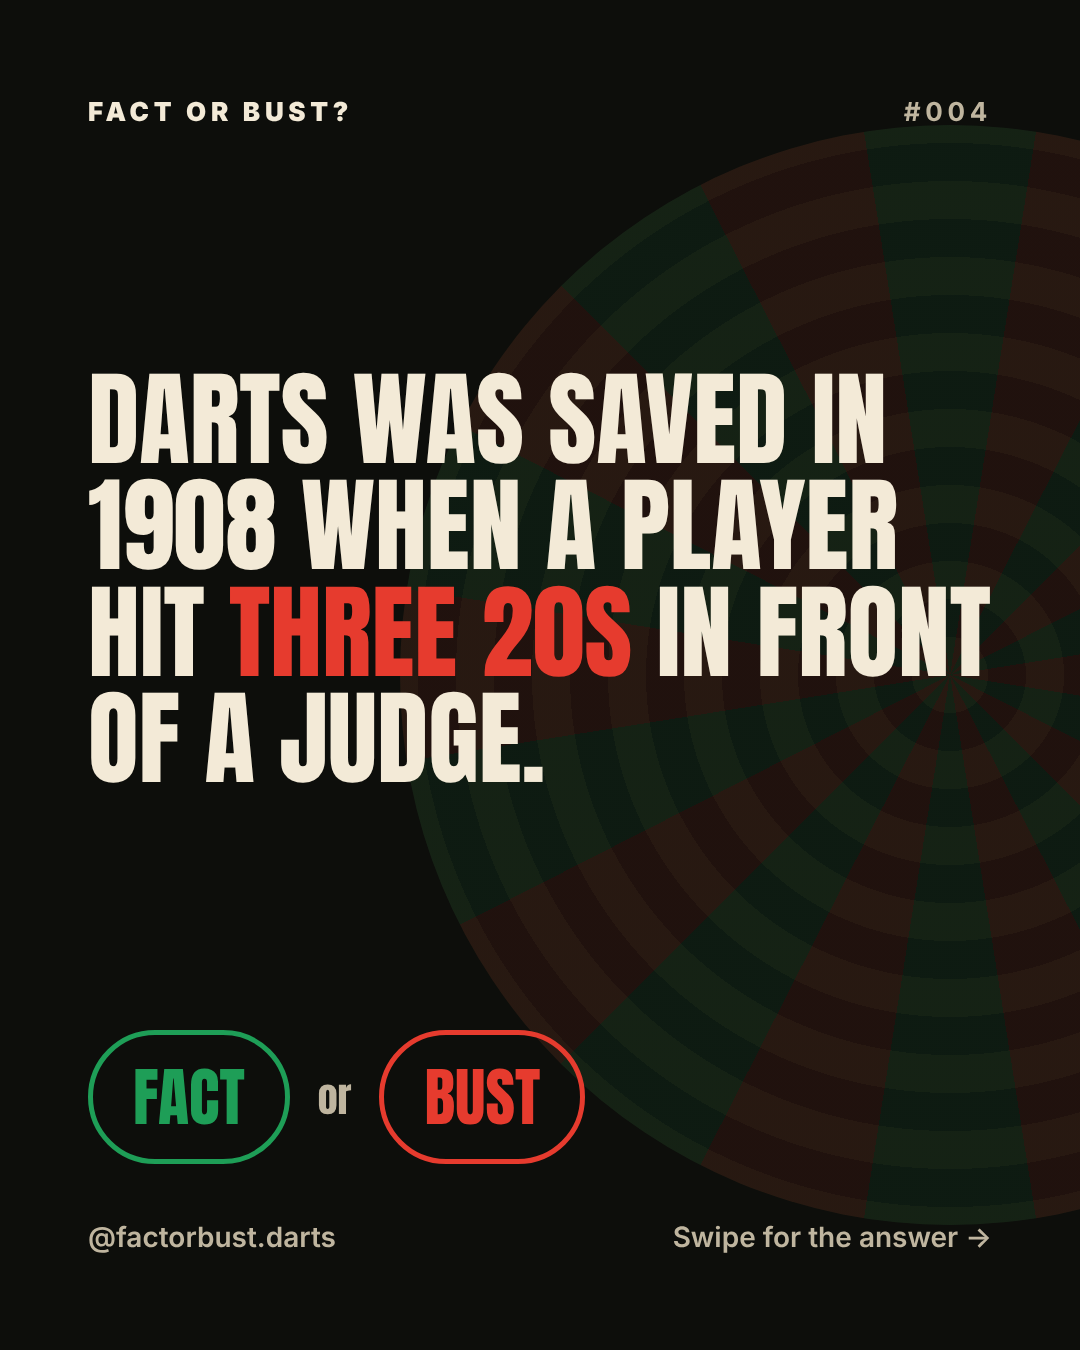 FACT OR BUST?
#004
DARTS WAS SAVED IN
1908 WHEN A PLAYER
HIT THREE 20S IN FRONT
OF A JUDGE.
FACT or BUST
@factorbust.darts
Swipe for the answer →